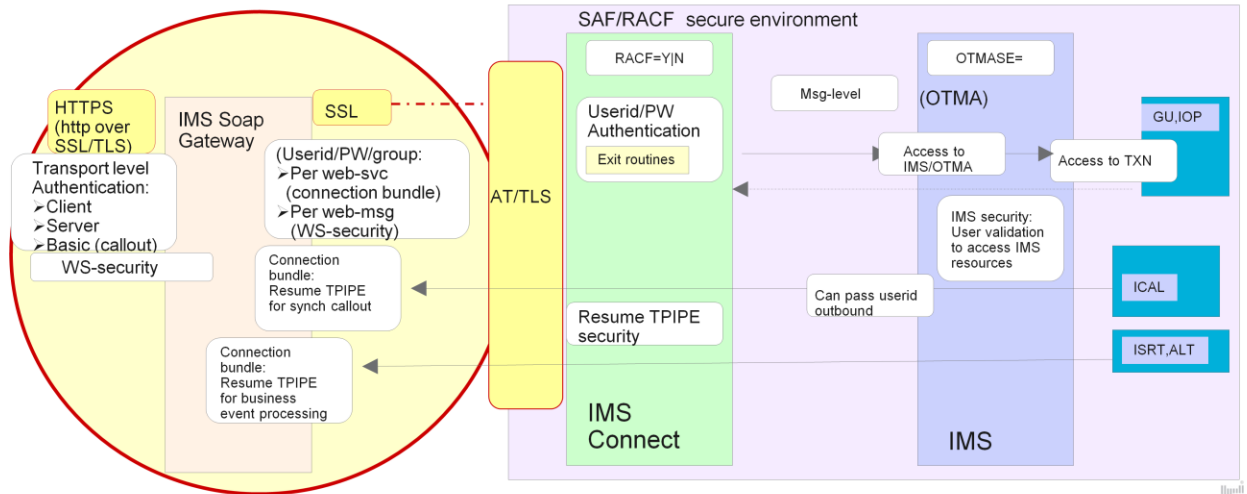 SAF/RACF secure environment
HTTPS
(http over
SSL/TLS)
Transport level
Authentication:
➢Client
➢Server
➢Basic (callout)
WS-security
IMS Soap
Gateway
SSL
(Userid/PW/group:
➢Per web-svc
(connection bundle)
➢Per web-msg
(WS-security)
Connection
bundle:
Resume TPIPE
for synch callout
Connection
bundle:
Resume TPIPE
for business
event processing
AT/TLS
RACF=Y|N
Userid/PW
Authentication
Exit routines
Resume TPIPE
security
IMS
Connect
Msg-level
OTMASE=
(OTMA)
Access to
IMS/OTMA
Access to TXN
GU,IOP
IMS security:
User validation
to access IMS
resources
Can pass userid
outbound
ICAL
ISRT,ALT
IMS